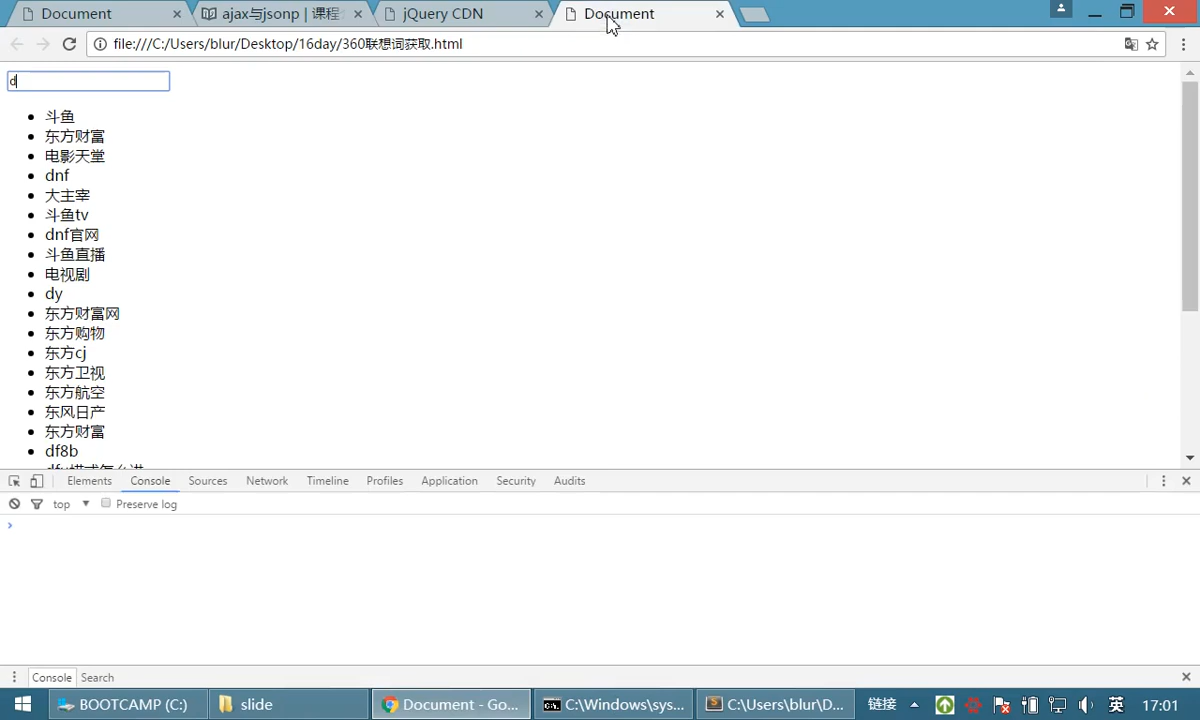 Document
ajax与jsonp | 课程
jQuery CDN
Document
file:///C:/Users/blur/Desktop/16day/360联想词获取.html
d
斗鱼
东方财富
电影天堂
dnf
大主宰
斗鱼tv
dnf官网
斗鱼直播
电视剧
dy
东方财富网
东方购物
东方cj
东方卫视
东方航空
东风日产
东方财富
df8b
Elements Console Sources Network Timeline Profiles Application Security Audits
top Preserve log
Console Search
BOOTCAMP (C:) slide Document - Go... C:\Windows\sys... C:\Users\blur\D... 链接 英 17:01